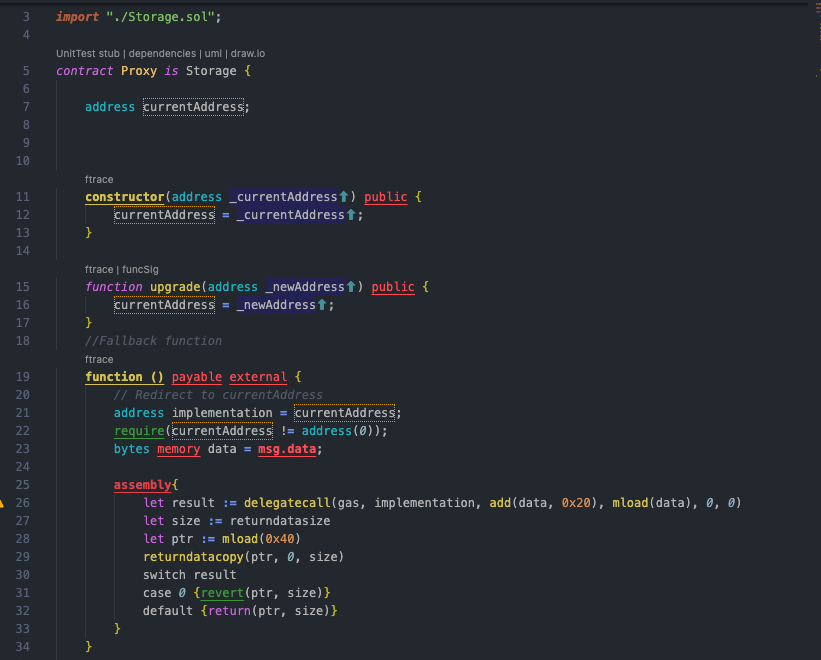 3 import "./Storage.sol";
4
UnitTest stub | dependencies | uml | draw.io
5 contract Proxy is Storage {
6
7 address currentAddress;
8
9
10
ftrace
11 constructor(address _currentAddress⬆) public {
12 currentAddress = _currentAddress⬆;
13 }
14
ftrace | funcSig
15 function upgrade(address _newAddress⬆) public {
16 currentAddress = _newAddress⬆;
17 }
18 //Fallback function
ftrace
19 function () payable external {
20 // Redirect to currentAddress
21 address implementation = currentAddress;
22 require(currentAddress != address(0));
23 bytes memory data = msg.data;
24
25 assembly{
26 let result := delegatecall(gas, implementation, add(data, 0x20), mload(data), 0, 0)
27 let size := returndatasize
28 let ptr := mload(0x40)
29 returndatacopy(ptr, 0, size)
30 switch result
31 case 0 {revert(ptr, size)}
32 default {return(ptr, size)}
33 }
34 }